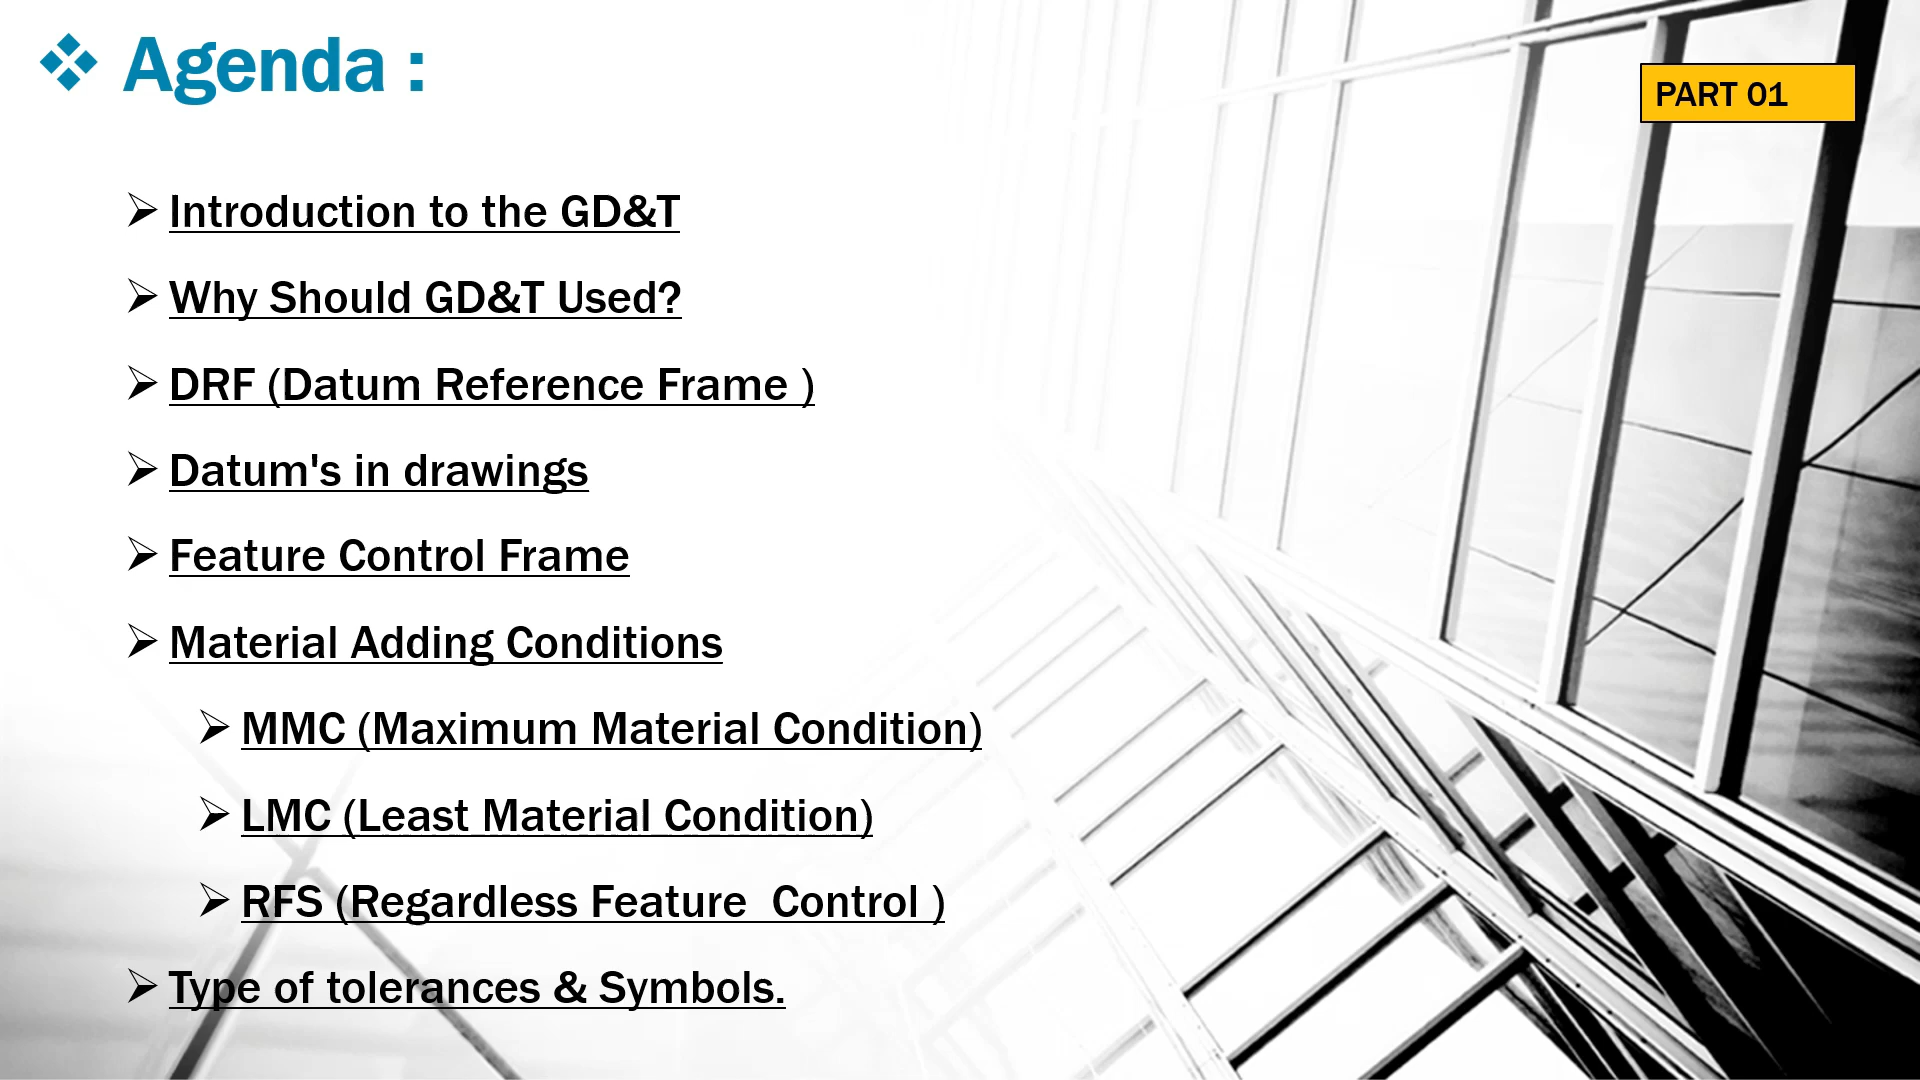 Agenda :
PART 01
Introduction to the GD&T
Why Should GD&T Used?
DRF (Datum Reference Frame )
Datum's in drawings
Feature Control Frame
Material Adding Conditions
MMC (Maximum Material Condition)
LMC (Least Material Condition)
RFS (Regardless Feature  Control )
Type of tolerances & Symbols.